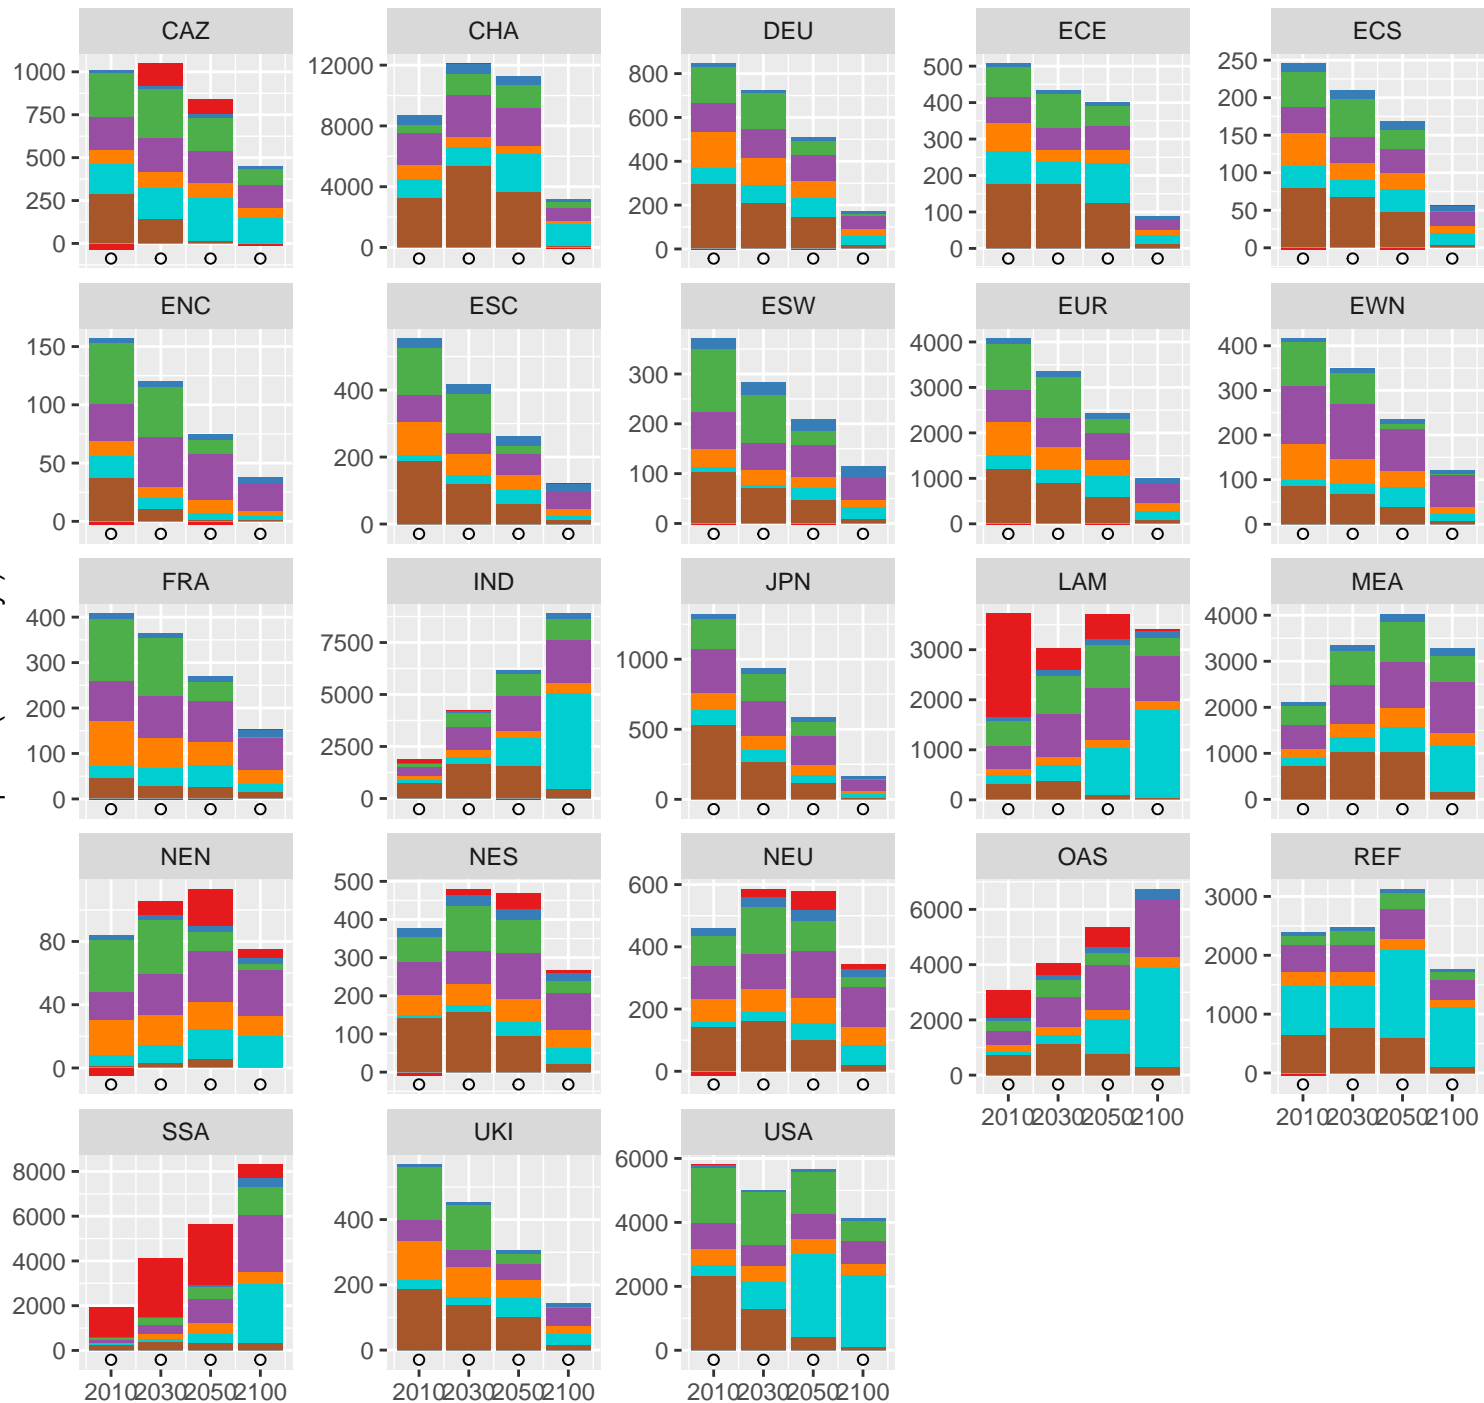 CAZ CHA DEU ECE ECS
1000 12000 800 500 250
750 8000 600 400 200
500 4000 400 300 150
250 0 200 200 100
0 0 100 50
0 0
ENC ESC ESW EUR EWN
150 400 300 4000 400
100 200 200 3000 300
50 0 100 2000 200
0 0 1000 100
0 0
FRA IND JPN LAM MEA
400 7500 1000 3000 4000
300 5000 500 2000 3000
200 2500 0 1000 2000
100 0 0 1000
0 0
NEN NES NEU OAS REF
80 500 600 6000 3000
40 400 400 4000 2000
0 300 200 2000 1000
200 0 0 0
100
0
2010 2030 2050 2100 2010 2030 2050 2100
SSA UKI USA
8000 400 6000
6000 200 4000
4000 0 2000
2000 0
0
2010 2030 2050 2100 2010 2030 2050 2100 2010 2030 2050 2100